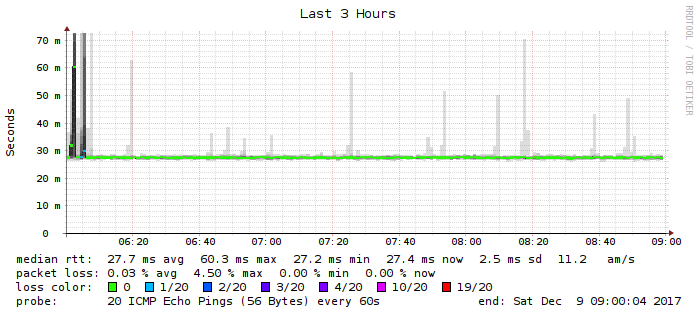 Last 3 Hours
RRDTOOL / TOBI OETIKER
Seconds
70 m
60 m
50 m
40 m
30 m
20 m
10 m
0
06:20 06:40 07:00 07:20 07:40 08:00 08:20 08:40 09:00
median rtt: 27.7 ms avg 60.3 ms max 27.2 ms min 27.4 ms now 2.5 ms sd 11.2 am/s
packet loss: 0.03 % avg 4.50 % max 0.00 % min 0.00 % now
loss color: 0 1/20 2/20 3/20 4/20 10/20 19/20
probe: 20 ICMP Echo Pings (56 Bytes) every 60s end: Sat Dec 9 09:00:04 2017